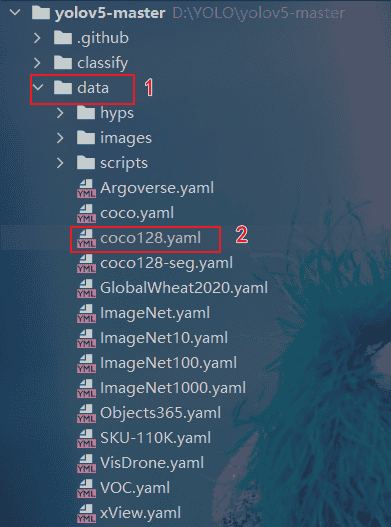 yolov5-master D:\YOLO\yolov5-master
.github
classify
data 1
hyps
images
scripts
YML Argoverse.yaml
YML coco.yaml
YML coco128.yaml 2
YML coco128-seg.yaml
YML GlobalWheat2020.yaml
YML ImageNet.yaml
YML ImageNet10.yaml
YML ImageNet100.yaml
YML ImageNet1000.yaml
YML Objects365.yaml
YML SKU-110K.yaml
YML VisDrone.yaml
YML VOC.yaml
YML xView.yaml